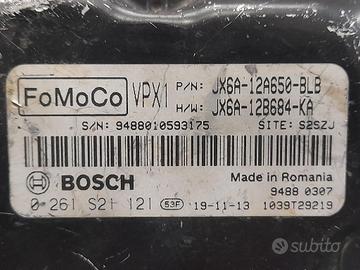 FoMoCo VPX1 P/N: JX6A-12A650-BLB
H/W: JX6A-12B684-KA
S/N: 9488010593175 SITE: S2SZJ
BOSCH Made in Romania
9488 0307
0 261 S21 121 53F 19-11-13 1039T29219
subito